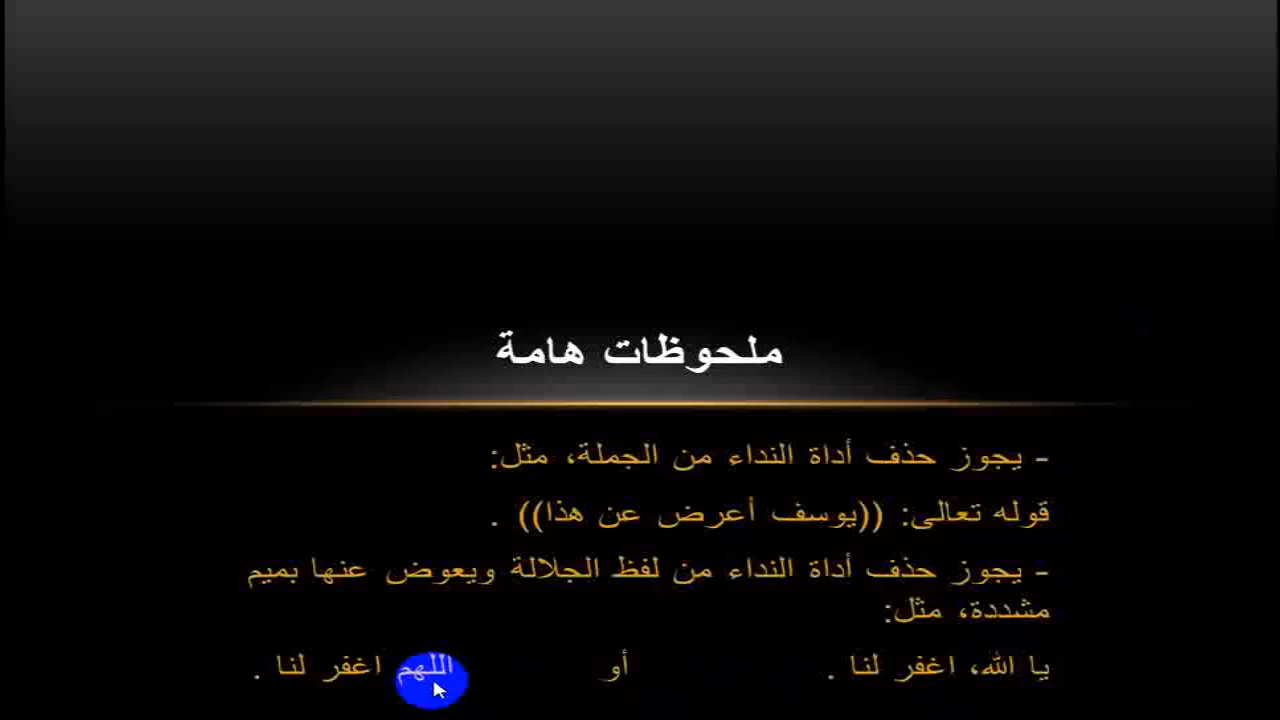 ملحوظات هامة
- يجوز حذف أداة النداء من الجملة، مثل:
قوله تعالى: ((يوسف أعرض عن هذا)) .
- يجوز حذف أداة النداء من لفظ الجلالة ويعوض عنها بميم
مشددة، مثل:
يا الله، اغفر لنا . أو اللهم اغفر لنا .